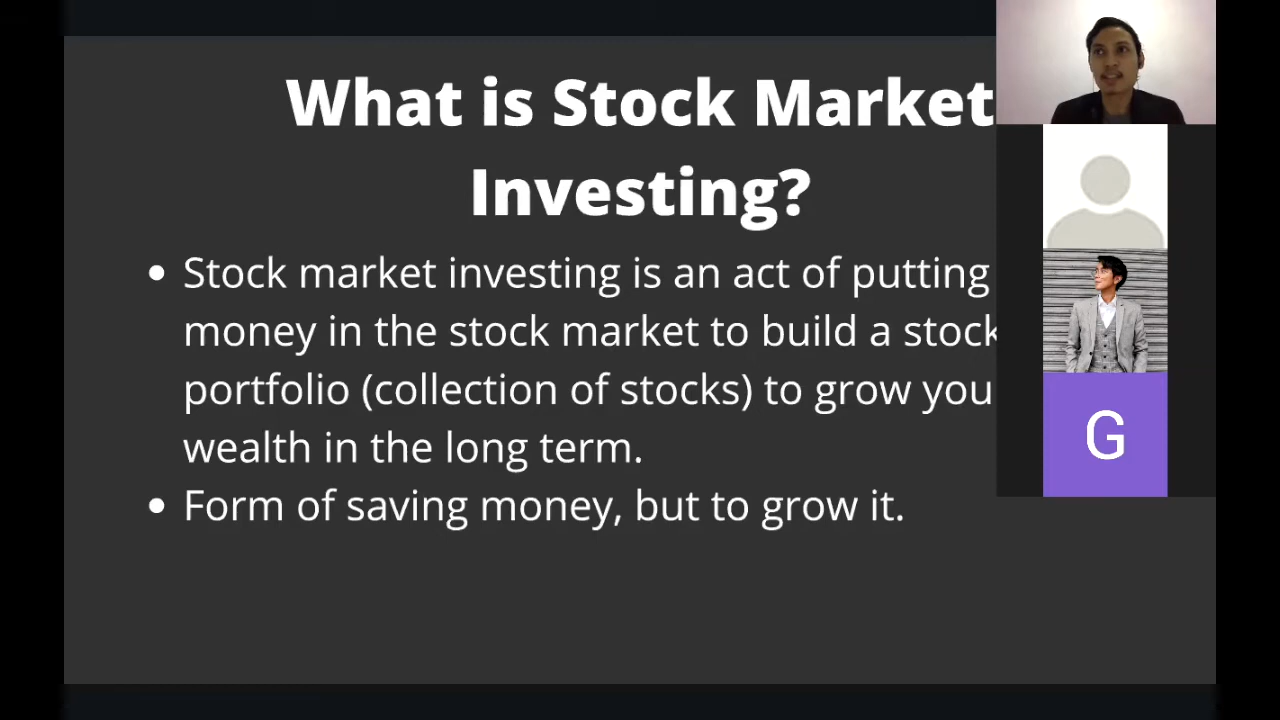 What is Stock Market
Investing?
• Stock market investing is an act of putting
money in the stock market to build a stock
portfolio (collection of stocks) to grow you
wealth in the long term.
• Form of saving money, but to grow it.
G